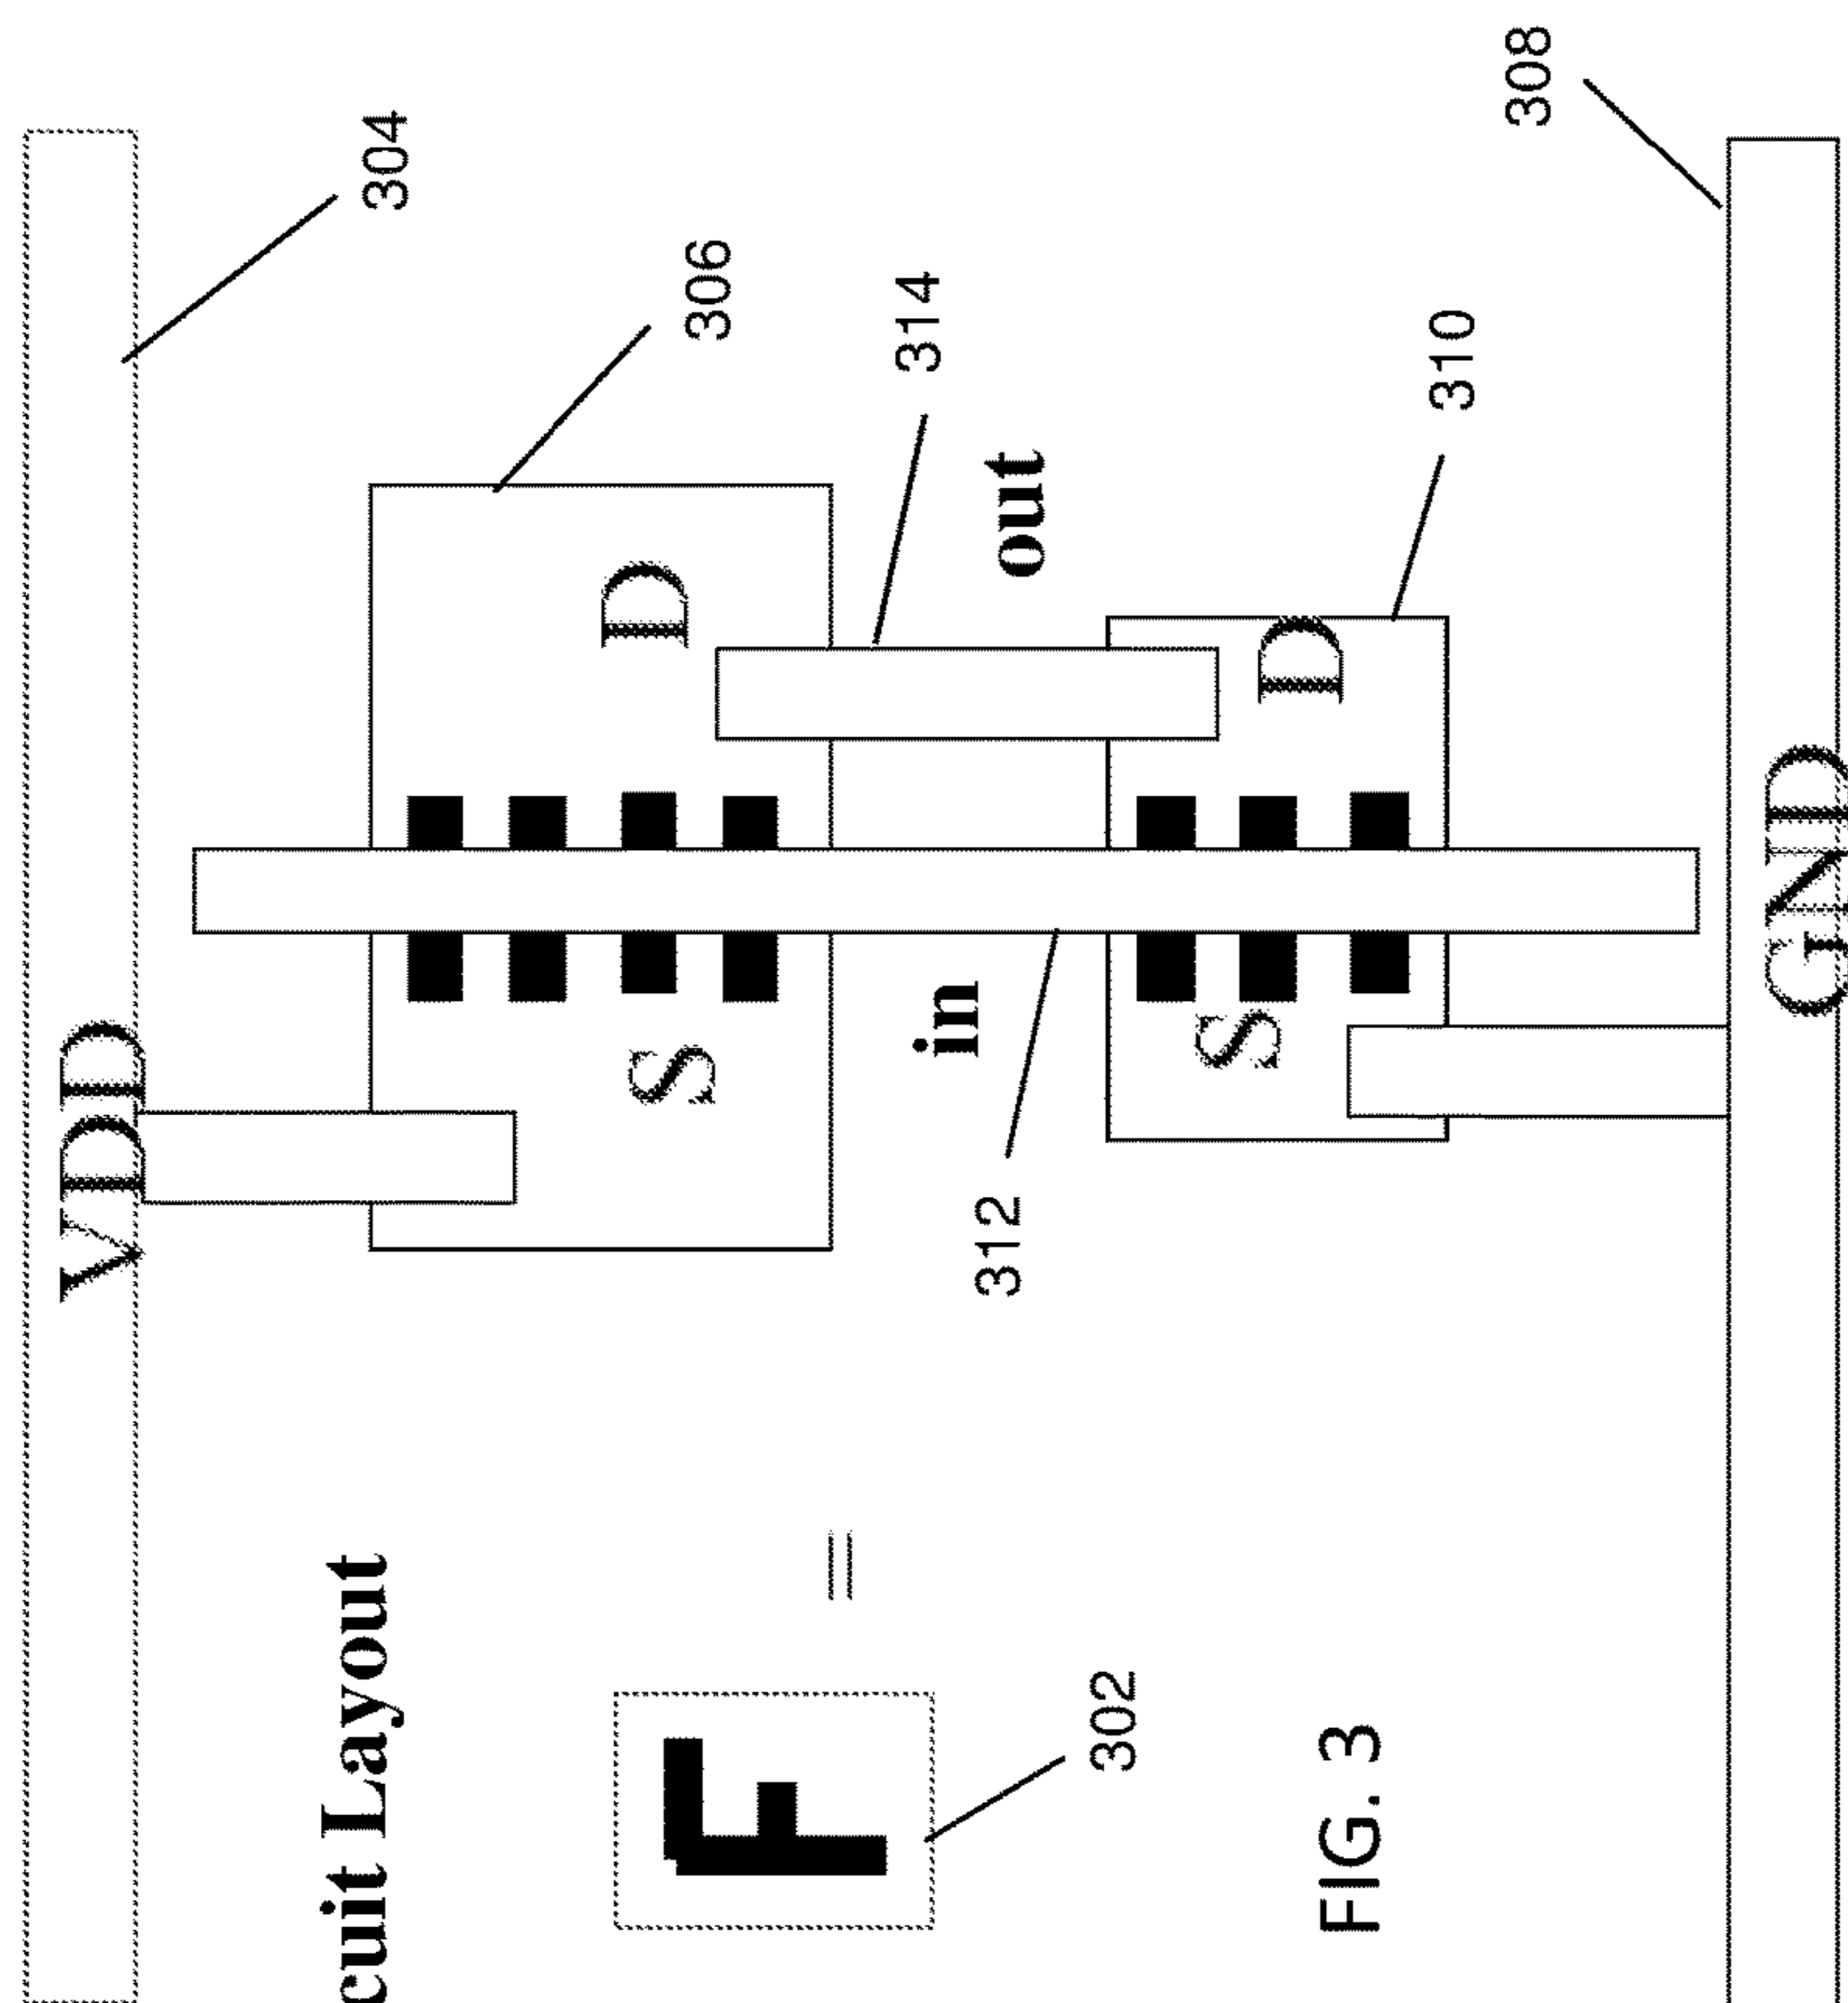 VDD
304
306
D
S
314
out
in
312
D
S
310
308
GND
cuit Layout
F
=
302
FIG. 3